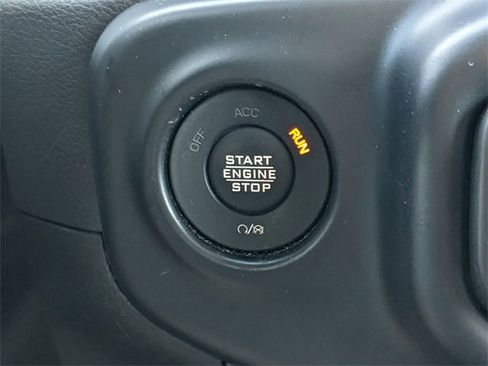 ACC
OFF
RUN
START
ENGINE
STOP